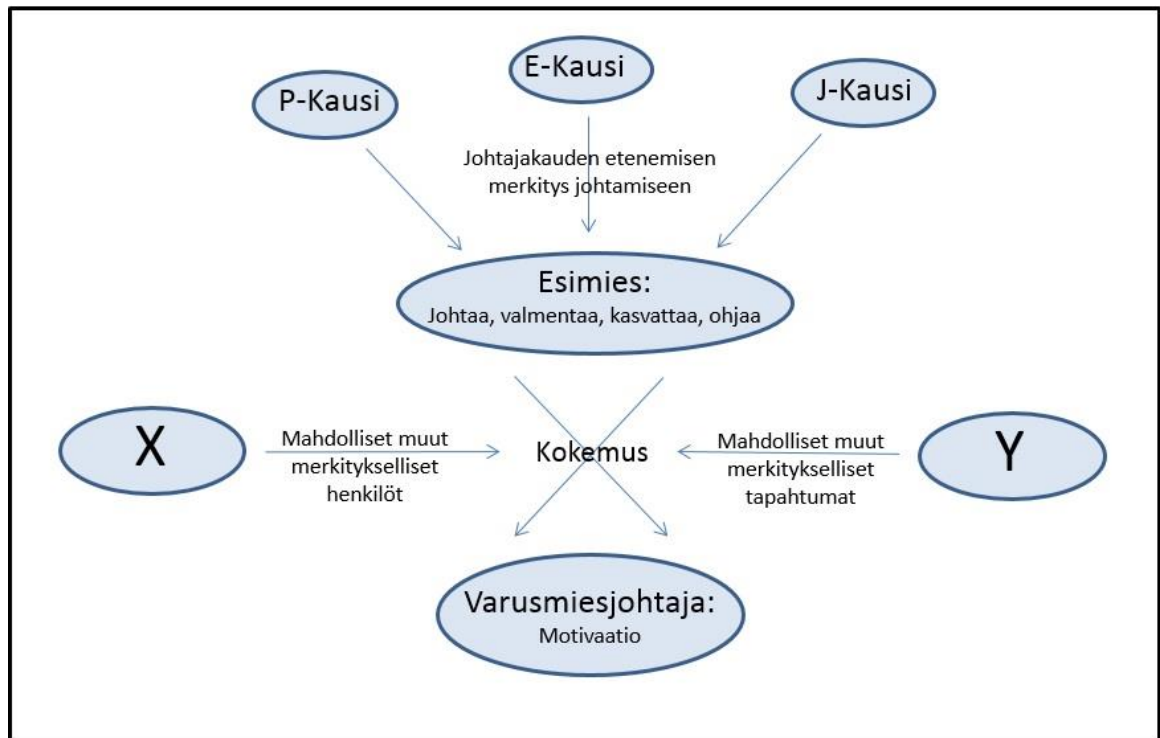 E-Kausi
P-Kausi
J-Kausi
Johtajakauden etenemisen
merkitys johtamiseen
Esimies:
Johtaa, valmentaa, kasvattaa, ohjaa
X
Mahdolliset muut
merkitykselliset
henkilöt
Kokemus
Mahdolliset muut
merkitykselliset
tapahtumat
Y
Varusmiesjohtaja:
Motivaatio